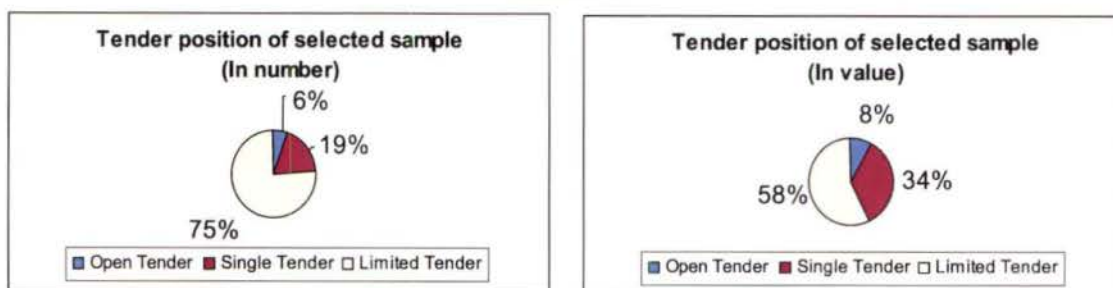 Tender position of selected sample
(In number)
6%
19%
75%
Open Tender Single Tender Limited Tender
Tender position of selected sample
(In value)
8%
34%
58%
Open Tender Single Tender Limited Tender